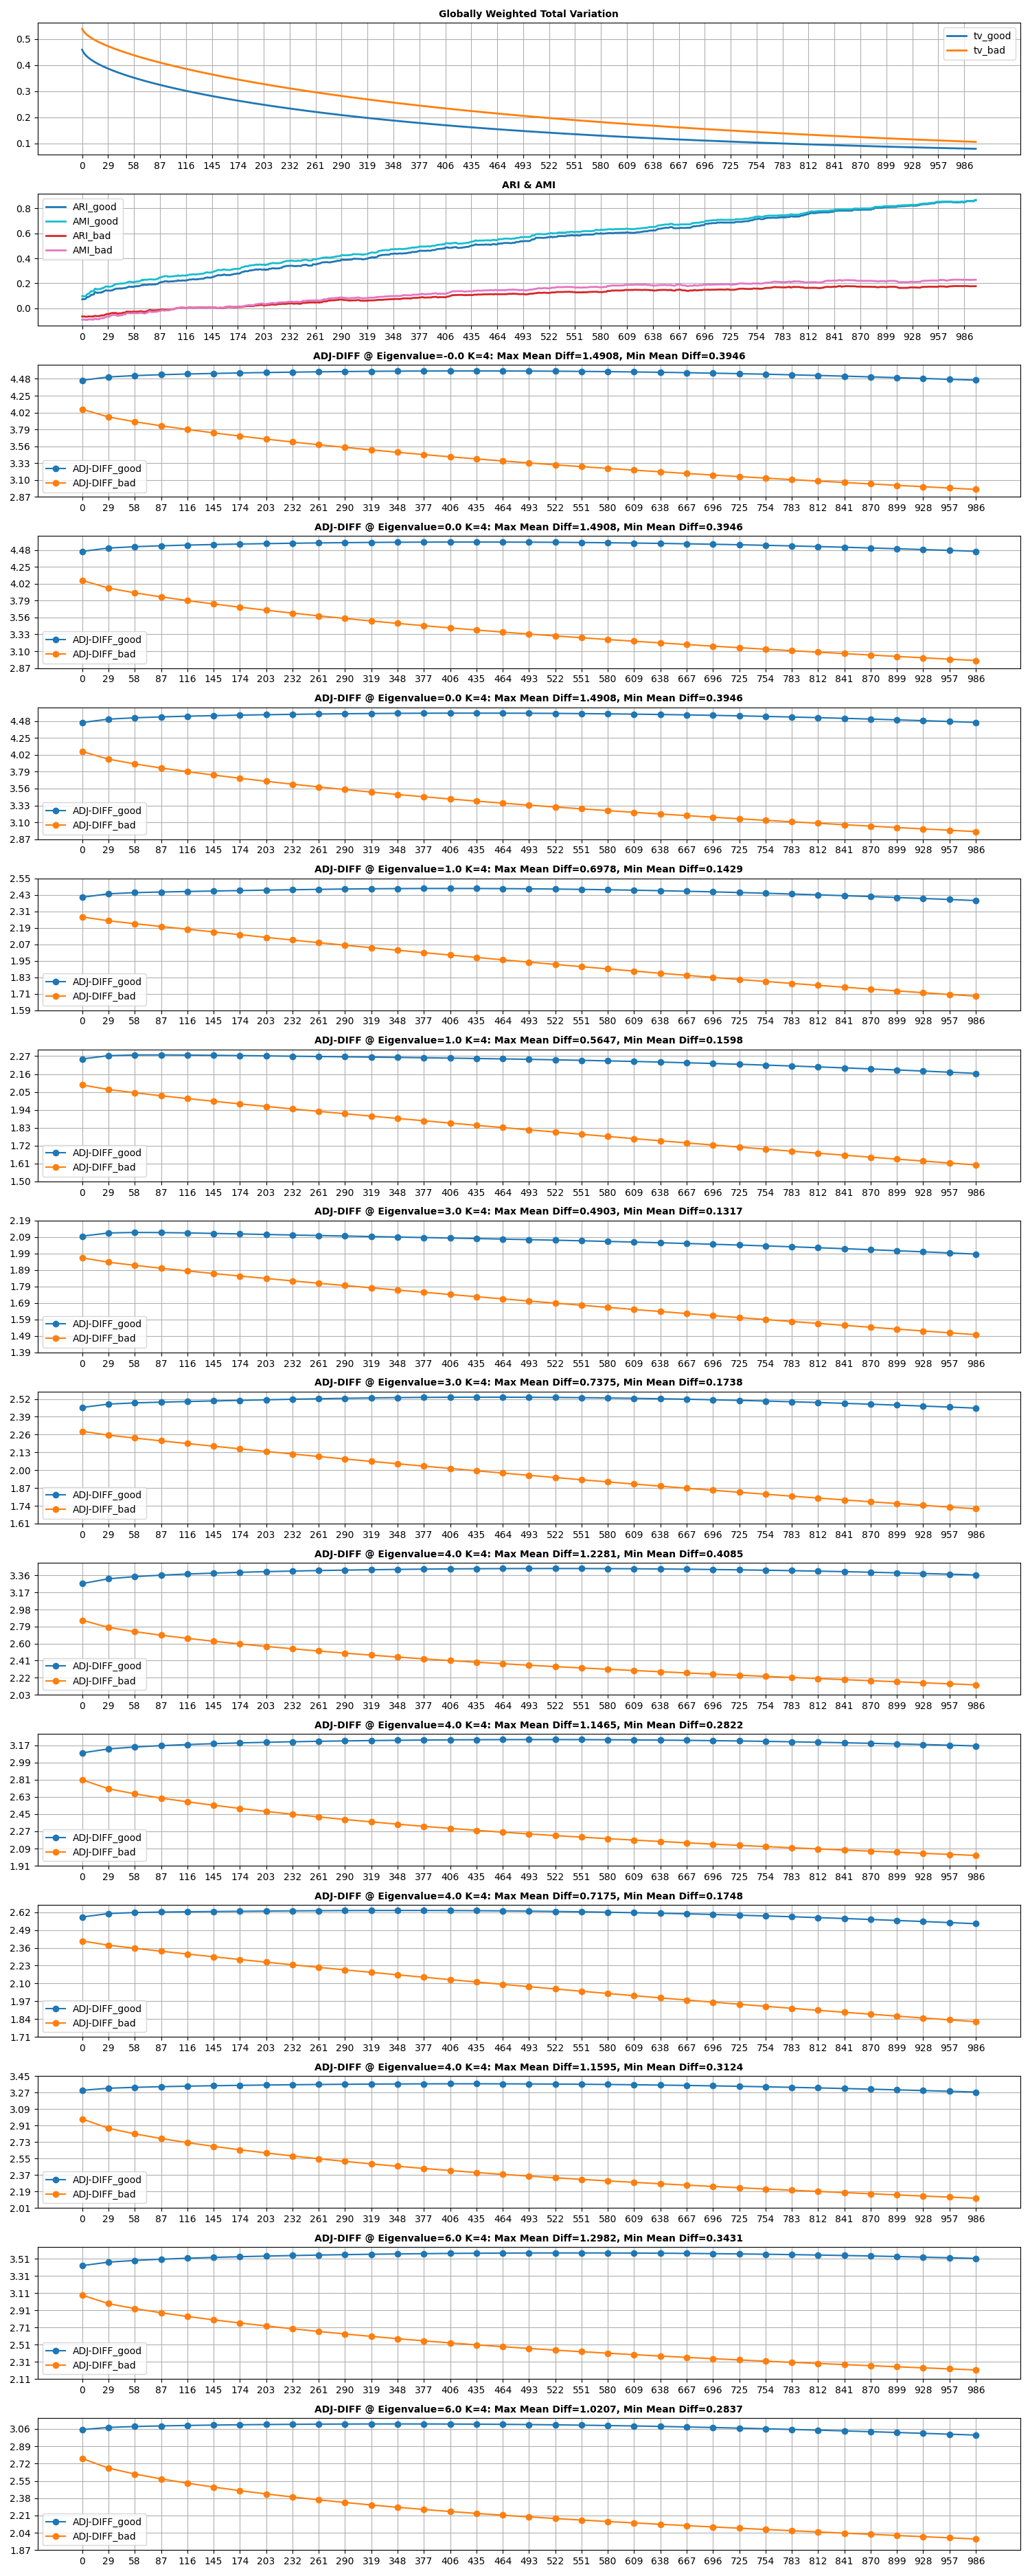 Globally Weighted Total Variation
0.5
0.4
0.3
0.2
0.1
tv_good
tv_bad
0 29 58 87 116 145 174 203 232 261 290 319 348 377 406 435 464 493 522 551 580 609 638 667 696 725 754 783 812 841 870 899 928 957 986
ARI & AMI
0.8
0.6
0.4
0.2
0.0
ARI_good
AMI_good
ARI_bad
AMI_bad
0 29 58 87 116 145 174 203 232 261 290 319 348 377 406 435 464 493 522 551 580 609 638 667 696 725 754 783 812 841 870 899 928 957 986
ADJ-DIFF @ Eigenvalue=-0.0 K=4: Max Mean Diff=1.4908, Min Mean Diff=0.3946
4.48
4.25
4.02
3.79
3.56
3.33
3.10
2.87
ADJ-DIFF_good
ADJ-DIFF_bad
0 29 58 87 116 145 174 203 232 261 290 319 348 377 406 435 464 493 522 551 580 609 638 667 696 725 754 783 812 841 870 899 928 957 986
ADJ-DIFF @ Eigenvalue=0.0 K=4: Max Mean Diff=1.4908, Min Mean Diff=0.3946
4.48
4.25
4.02
3.79
3.56
3.33
3.10
2.87
ADJ-DIFF_good
ADJ-DIFF_bad
0 29 58 87 116 145 174 203 232 261 290 319 348 377 406 435 464 493 522 551 580 609 638 667 696 725 754 783 812 841 870 899 928 957 986
ADJ-DIFF @ Eigenvalue=0.0 K=4: Max Mean Diff=1.4908, Min Mean Diff=0.3946
4.48
4.25
4.02
3.79
3.56
3.33
3.10
2.87
ADJ-DIFF_good
ADJ-DIFF_bad
0 29 58 87 116 145 174 203 232 261 290 319 348 377 406 435 464 493 522 551 580 609 638 667 696 725 754 783 812 841 870 899 928 957 986
ADJ-DIFF @ Eigenvalue=1.0 K=4: Max Mean Diff=0.6978, Min Mean Diff=0.1429
2.55
2.43
2.31
2.19
2.07
1.95
1.83
1.71
1.59
ADJ-DIFF_good
ADJ-DIFF_bad
0 29 58 87 116 145 174 203 232 261 290 319 348 377 406 435 464 493 522 551 580 609 638 667 696 725 754 783 812 841 870 899 928 957 986
ADJ-DIFF @ Eigenvalue=1.0 K=4: Max Mean Diff=0.5647, Min Mean Diff=0.1598
2.27
2.16
2.05
1.94
1.83
1.72
1.61
1.50
ADJ-DIFF_good
ADJ-DIFF_bad
0 29 58 87 116 145 174 203 232 261 290 319 348 377 406 435 464 493 522 551 580 609 638 667 696 725 754 783 812 841 870 899 928 957 986
ADJ-DIFF @ Eigenvalue=3.0 K=4: Max Mean Diff=0.4903, Min Mean Diff=0.1317
2.19
2.09
1.99
1.89
1.79
1.69
1.59
1.49
1.39
ADJ-DIFF_good
ADJ-DIFF_bad
0 29 58 87 116 145 174 203 232 261 290 319 348 377 406 435 464 493 522 551 580 609 638 667 696 725 754 783 812 841 870 899 928 957 986
ADJ-DIFF @ Eigenvalue=3.0 K=4: Max Mean Diff=0.7375, Min Mean Diff=0.1738
2.52
2.39
2.26
2.13
2.00
1.87
1.74
1.61
ADJ-DIFF_good
ADJ-DIFF_bad
0 29 58 87 116 145 174 203 232 261 290 319 348 377 406 435 464 493 522 551 580 609 638 667 696 725 754 783 812 841 870 899 928 957 986
ADJ-DIFF @ Eigenvalue=4.0 K=4: Max Mean Diff=1.2281, Min Mean Diff=0.4085
3.36
3.17
2.98
2.79
2.60
2.41
2.22
2.03
ADJ-DIFF_good
ADJ-DIFF_bad
0 29 58 87 116 145 174 203 232 261 290 319 348 377 406 435 464 493 522 551 580 609 638 667 696 725 754 783 812 841 870 899 928 957 986
ADJ-DIFF @ Eigenvalue=4.0 K=4: Max Mean Diff=1.1465, Min Mean Diff=0.2822
3.17
2.99
2.81
2.63
2.45
2.27
2.09
1.91
ADJ-DIFF_good
ADJ-DIFF_bad
0 29 58 87 116 145 174 203 232 261 290 319 348 377 406 435 464 493 522 551 580 609 638 667 696 725 754 783 812 841 870 899 928 957 986
ADJ-DIFF @ Eigenvalue=4.0 K=4: Max Mean Diff=0.7175, Min Mean Diff=0.1748
2.62
2.49
2.36
2.23
2.10
1.97
1.84
1.71
ADJ-DIFF_good
ADJ-DIFF_bad
0 29 58 87 116 145 174 203 232 261 290 319 348 377 406 435 464 493 522 551 580 609 638 667 696 725 754 783 812 841 870 899 928 957 986
ADJ-DIFF @ Eigenvalue=4.0 K=4: Max Mean Diff=1.1595, Min Mean Diff=0.3124
3.45
3.27
3.09
2.91
2.73
2.55
2.37
2.19
2.01
ADJ-DIFF_good
ADJ-DIFF_bad
0 29 58 87 116 145 174 203 232 261 290 319 348 377 406 435 464 493 522 551 580 609 638 667 696 725 754 783 812 841 870 899 928 957 986
ADJ-DIFF @ Eigenvalue=6.0 K=4: Max Mean Diff=1.2982, Min Mean Diff=0.3431
3.51
3.31
3.11
2.91
2.71
2.51
2.31
2.11
ADJ-DIFF_good
ADJ-DIFF_bad
0 29 58 87 116 145 174 203 232 261 290 319 348 377 406 435 464 493 522 551 580 609 638 667 696 725 754 783 812 841 870 899 928 957 986
ADJ-DIFF @ Eigenvalue=6.0 K=4: Max Mean Diff=1.0207, Min Mean Diff=0.2837
3.06
2.89
2.72
2.55
2.38
2.21
2.04
1.87
ADJ-DIFF_good
ADJ-DIFF_bad
0 29 58 87 116 145 174 203 232 261 290 319 348 377 406 435 464 493 522 551 580 609 638 667 696 725 754 783 812 841 870 899 928 957 986